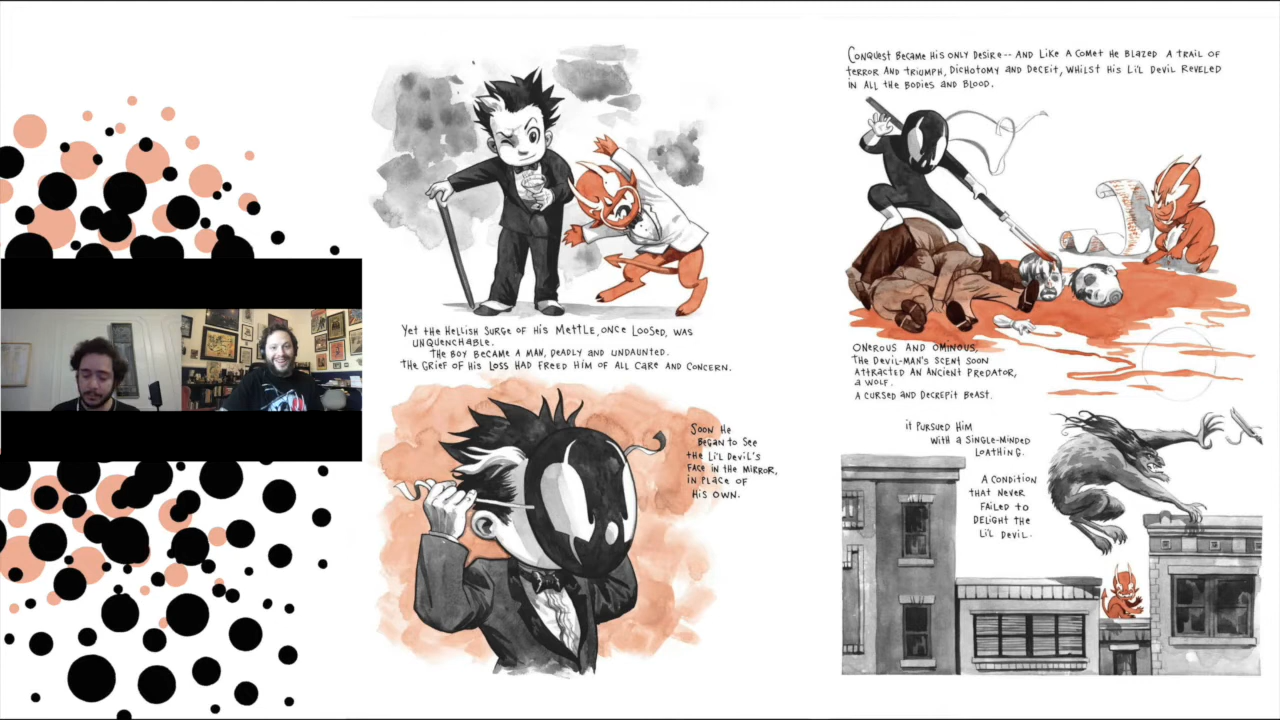 Yet the Hellish Surge of His Mettle, once Loosed, was
unquenchable.
The Boy became a man, deadly and undaunted.
The Grief of His Loss had freed Him of all care and concern.
Soon He
Began to See
the Li'l Devil's
Face in the Mirror,
in place of
His own.
Conquest became his only desire-- and like a comet he blazed a trail of
terror and triumph, dichotomy and deceit, whilst his Li'l Devil reveled
in all the bodies and blood.
Onerous and ominous,
the Devil-Man's scent soon
attracted an ancient predator,
a wolf.
A cursed and decrepit beast.
it pursued him
with a single-minded
loathing.
A condition
that never
failed to
delight the
Li'l Devil.